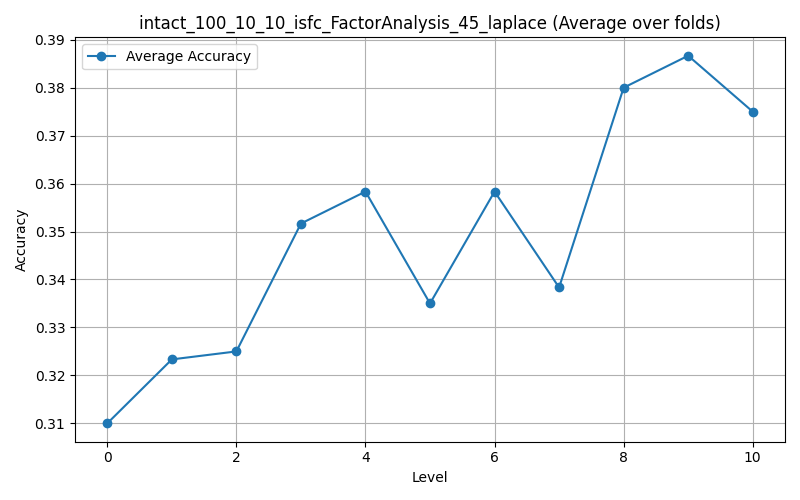 intact_100_10_10_isfc_FactorAnalysis_45_laplace (Average over folds)
Average Accuracy
0.39
0.38
0.37
0.36
0.35
0.34
0.33
0.32
0.31
Accuracy
0 2 4 6 8 10
Level